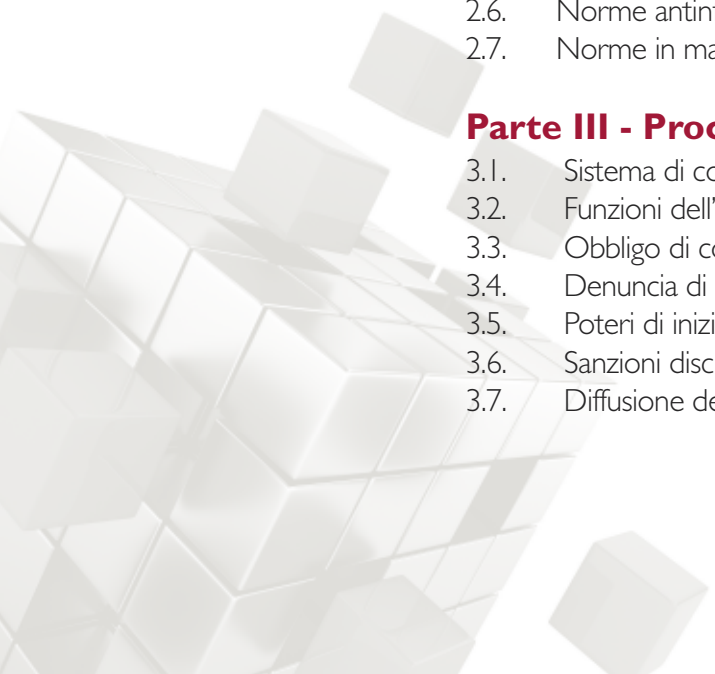 2.6. Norme antin
2.7. Norme in ma
Parte III - Proc
3.1. Sistema di co
3.2. Funzioni dell'
3.3. Obbligo di co
3.4. Denuncia di
3.5. Poteri di inizi
3.6. Sanzioni disc
3.7. Diffusione de